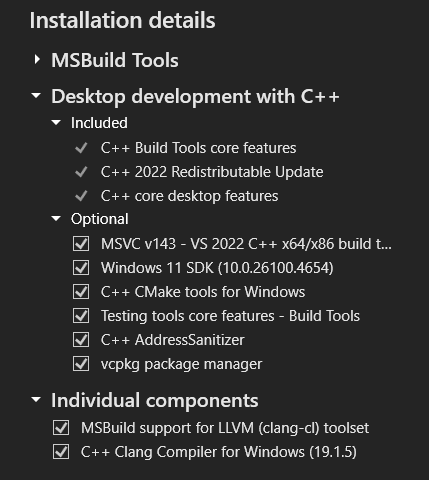 Installation details
MSBuild Tools
Desktop development with C++
Included
C++ Build Tools core features
C++ 2022 Redistributable Update
C++ core desktop features
Optional
MSVC v143 - VS 2022 C++ x64/x86 build t...
Windows 11 SDK (10.0.26100.4654)
C++ CMake tools for Windows
Testing tools core features - Build Tools
C++ AddressSanitizer
vcpkg package manager
Individual components
MSBuild support for LLVM (clang-cl) toolset
C++ Clang Compiler for Windows (19.1.5)